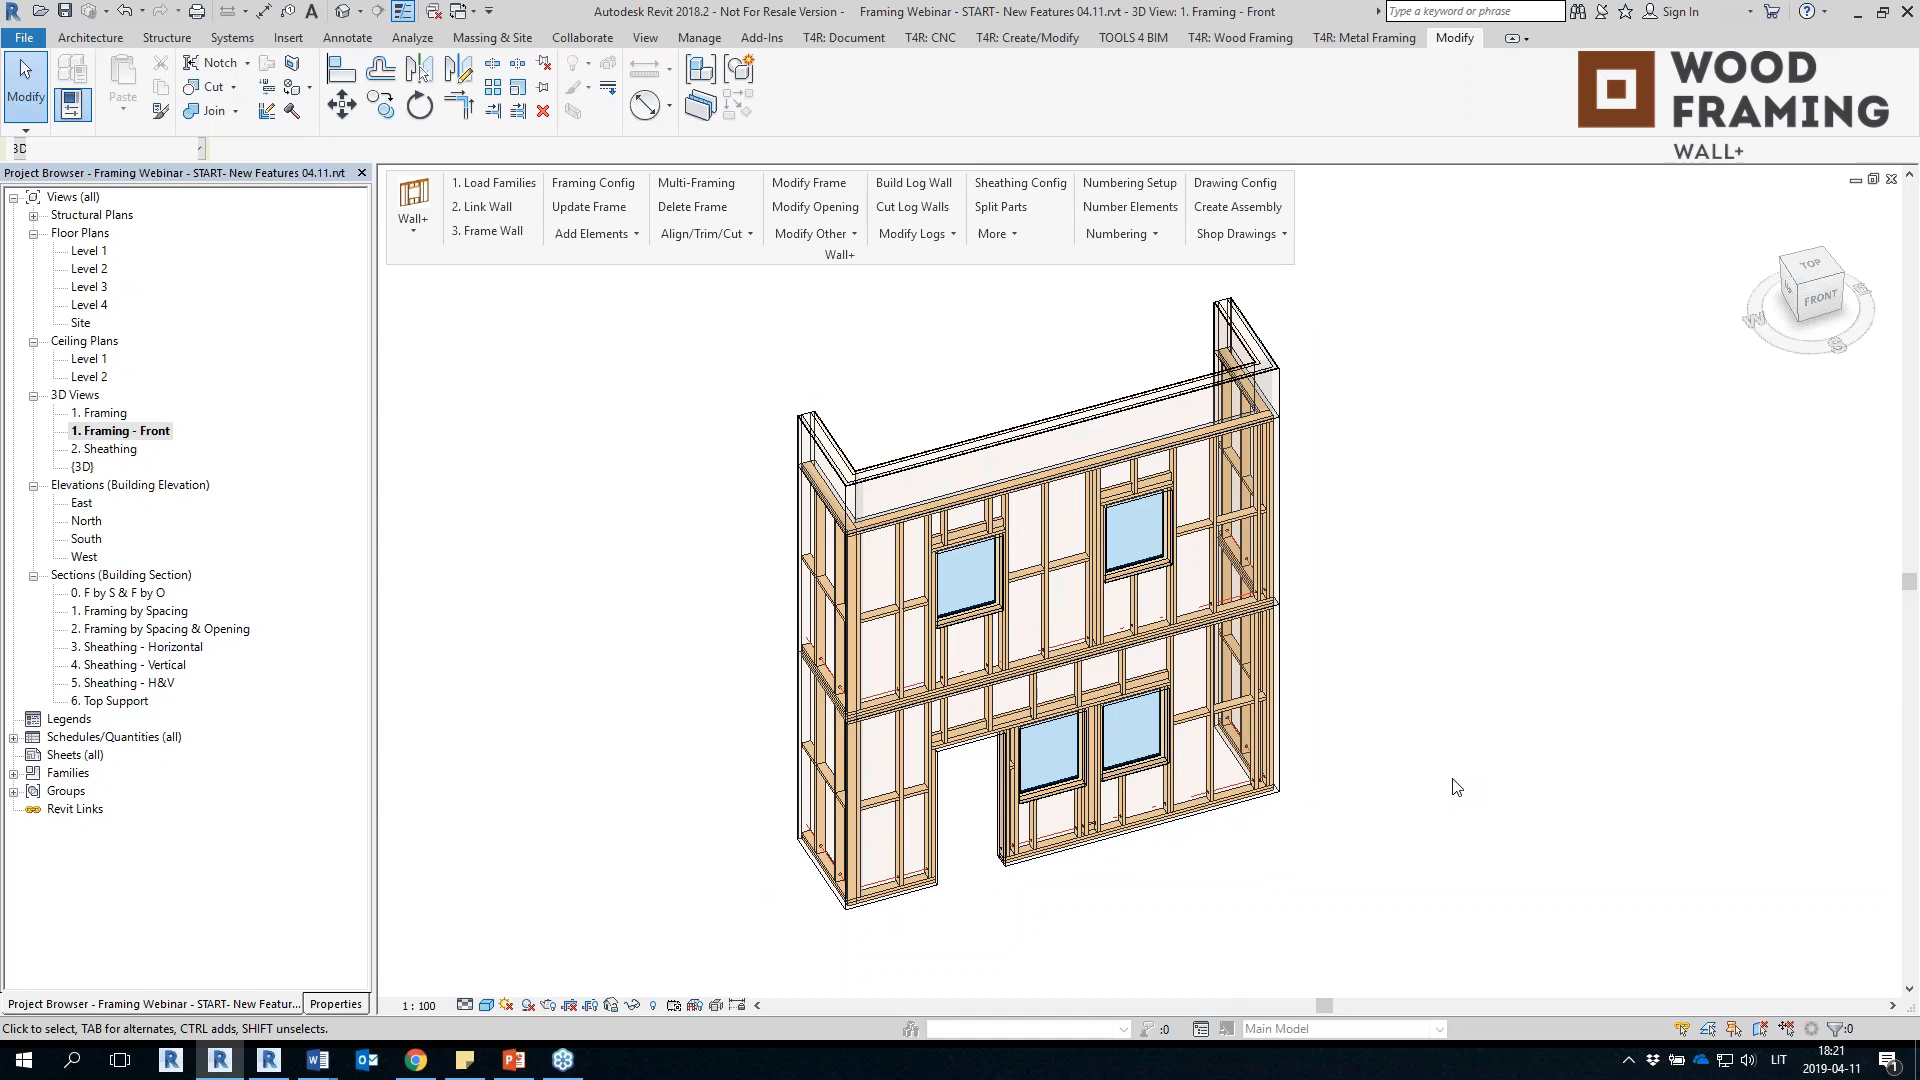 Autodesk Revit 2018.2 - Not For Resale Version - Framing Webinar - START- New Features 04.11.rvt - 3D View: 1. Framing - Front
Type a keyword or phrase
Sign In
File Architecture Structure Systems Insert Annotate Analyze Massing & Site Collaborate View Manage Add-Ins T4R: Document T4R: CNC T4R: Create/Modify TOOLS 4 BIM T4R: Wood Framing T4R: Metal Framing Modify
Modify
Paste
Notch
Cut
Join
WOOD
FRAMING
WALL+
3D
Project Browser - Framing Webinar - START- New Features 04.11.rvt
Views (all)
Structural Plans
Floor Plans
Level 1
Level 2
Level 3
Level 4
Site
Ceiling Plans
Level 1
Level 2
3D Views
1. Framing
1. Framing - Front
2. Sheathing
{3D}
Elevations (Building Elevation)
East
North
South
West
Sections (Building Section)
0. F by S & F by O
1. Framing by Spacing
2. Framing by Spacing & Opening
3. Sheathing - Horizontal
4. Sheathing - Vertical
5. Sheathing - H&V
6. Top Support
Legends
Schedules/Quantities (all)
Sheets (all)
Families
Groups
Revit Links
Project Browser - Framing Webinar - START- New Featur...
Properties
Wall+
1. Load Families Framing Config Multi-Framing Modify Frame Build Log Wall Sheathing Config Numbering Setup Drawing Config
2. Link Wall Update Frame Delete Frame Modify Opening Cut Log Walls Split Parts Number Elements Create Assembly
3. Frame Wall Add Elements Align/Trim/Cut Modify Other Modify Logs More Numbering Shop Drawings
Wall+
TOP
FRONT
W
S
1 : 100
Click to select, TAB for alternates, CTRL adds, SHIFT unselects.
:0
Main Model
:0
LIT
18:21
2019-04-11
1